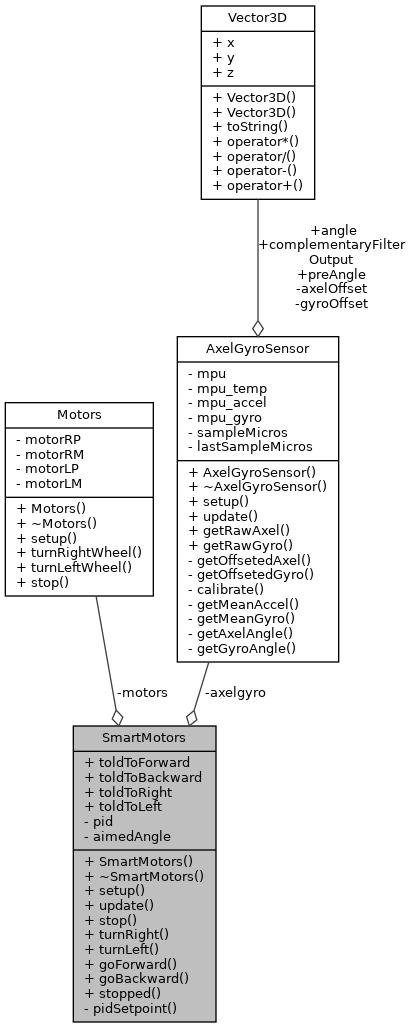 Vector3D
+ x
+ y
+ z
+ Vector3D()
+ Vector3D()
+ toString()
+ operator*()
+ operator/()
+ operator-()
+ operator+()
+angle
+complementaryFilter
Output
+preAngle
-axelOffset
-gyroOffset
AxelGyroSensor
- mpu
- mpu_temp
- mpu_accel
- mpu_gyro
- sampleMicros
- lastSampleMicros
+ AxelGyroSensor()
+ ~AxelGyroSensor()
+ setup()
+ update()
+ getRawAxel()
+ getRawGyro()
- getOffsetedAxel()
- getOffsetedGyro()
- calibrate()
- getMeanAccel()
- getMeanGyro()
- getAxelAngle()
- getGyroAngle()
Motors
- motorRP
- motorRM
- motorLP
- motorLM
+ Motors()
+ ~Motors()
+ setup()
+ turnRightWheel()
+ turnLeftWheel()
+ stop()
-motors
-axelgyro
SmartMotors
+ toldToForward
+ toldToBackward
+ toldToRight
+ toldToLeft
- pid
- aimedAngle
+ SmartMotors()
+ ~SmartMotors()
+ setup()
+ update()
+ stop()
+ turnRight()
+ turnLeft()
+ goForward()
+ goBackward()
+ stopped()
- pidSetpoint()